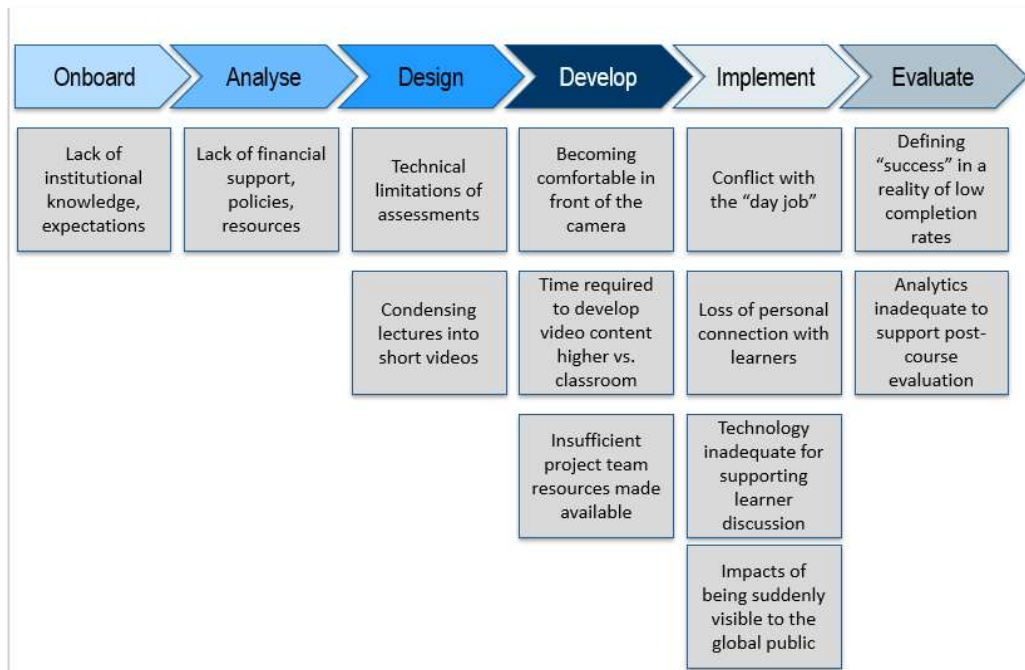 Onboard
Analyse
Design
Develop
Implement
Evaluate
Lack of
institutional
knowledge,
expectations
Lack of financial
support,
policies,
resources
Technical
limitations of
assessments
Becoming
comfortable in
front of the
camera
Conflict with
the “day job”
Defining
“success” in a
reality of low
completion
rates
Condensing
lectures into
short videos
Time required
to develop
video content
higher vs.
classroom
Loss of personal
connection with
learners
Analytics
inadequate to
support post-
course
evaluation
Insufficient
project team
resources made
available
Technology
inadequate for
supporting
learner
discussion
Impacts of
being suddenly
visible to the
global public